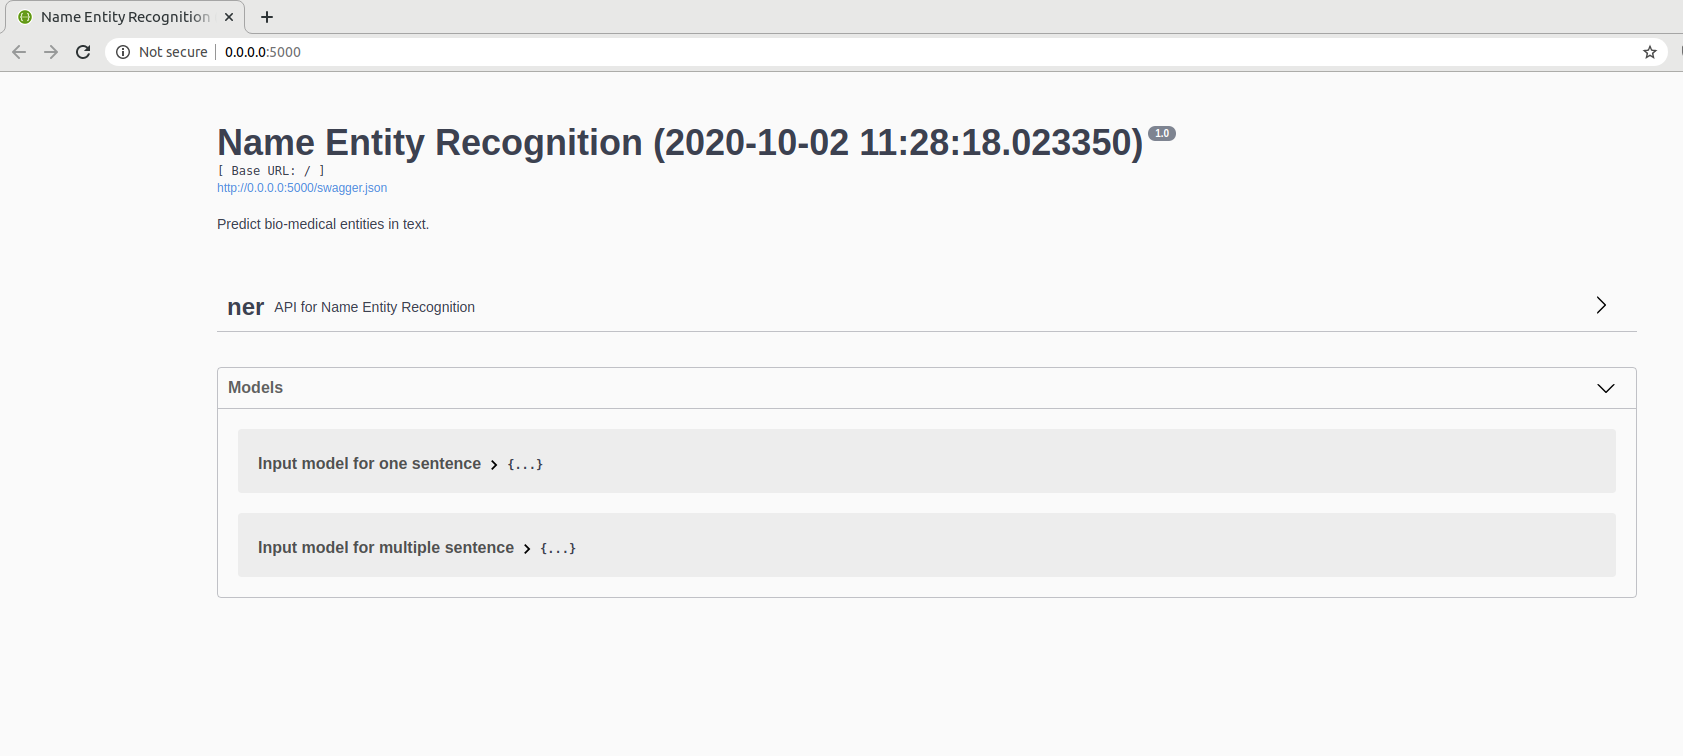 Name Entity Recognition
Not secure 0.0.0.0:5000
Name Entity Recognition (2020-10-02 11:28:18.023350) 1.0
[ Base URL: / ]
http://0.0.0.0:5000/swagger.json
Predict bio-medical entities in text.
ner API for Name Entity Recognition
Models
Input model for one sentence > {...}
Input model for multiple sentence > {...}